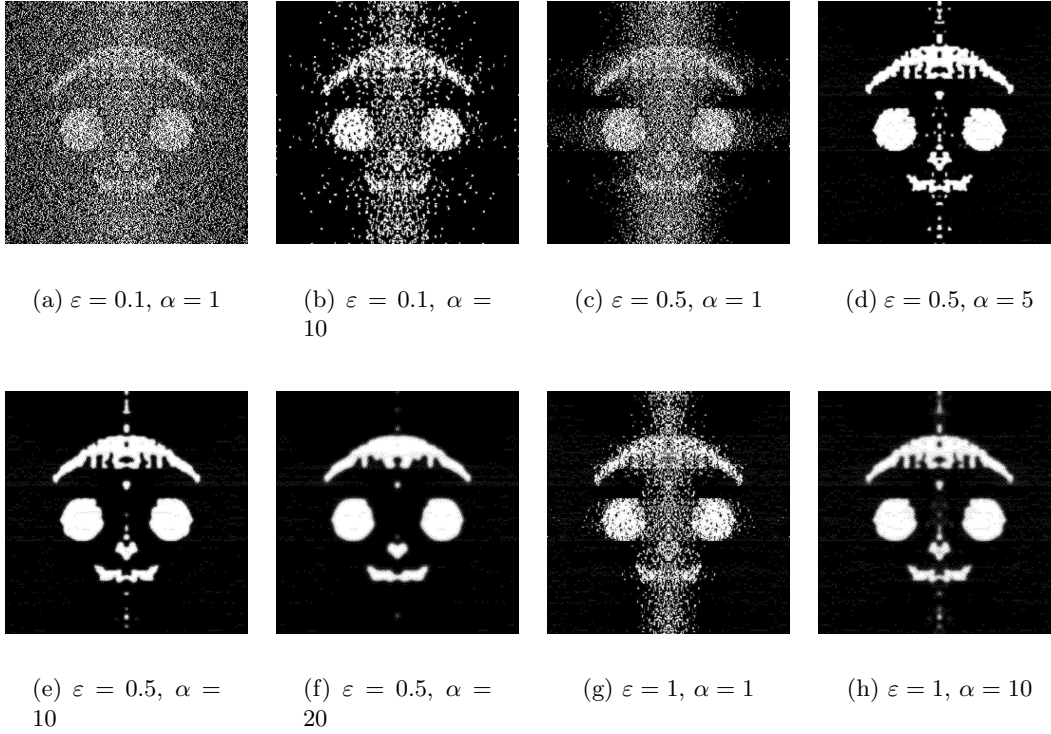 (a) ε = 0.1, α = 1
(b) ε = 0.1, α =
10
(c) ε = 0.5, α = 1
(d) ε = 0.5, α = 5
(e) ε = 0.5, α =
10
(f) ε = 0.5, α =
20
(g) ε = 1, α = 1
(h) ε = 1, α = 10